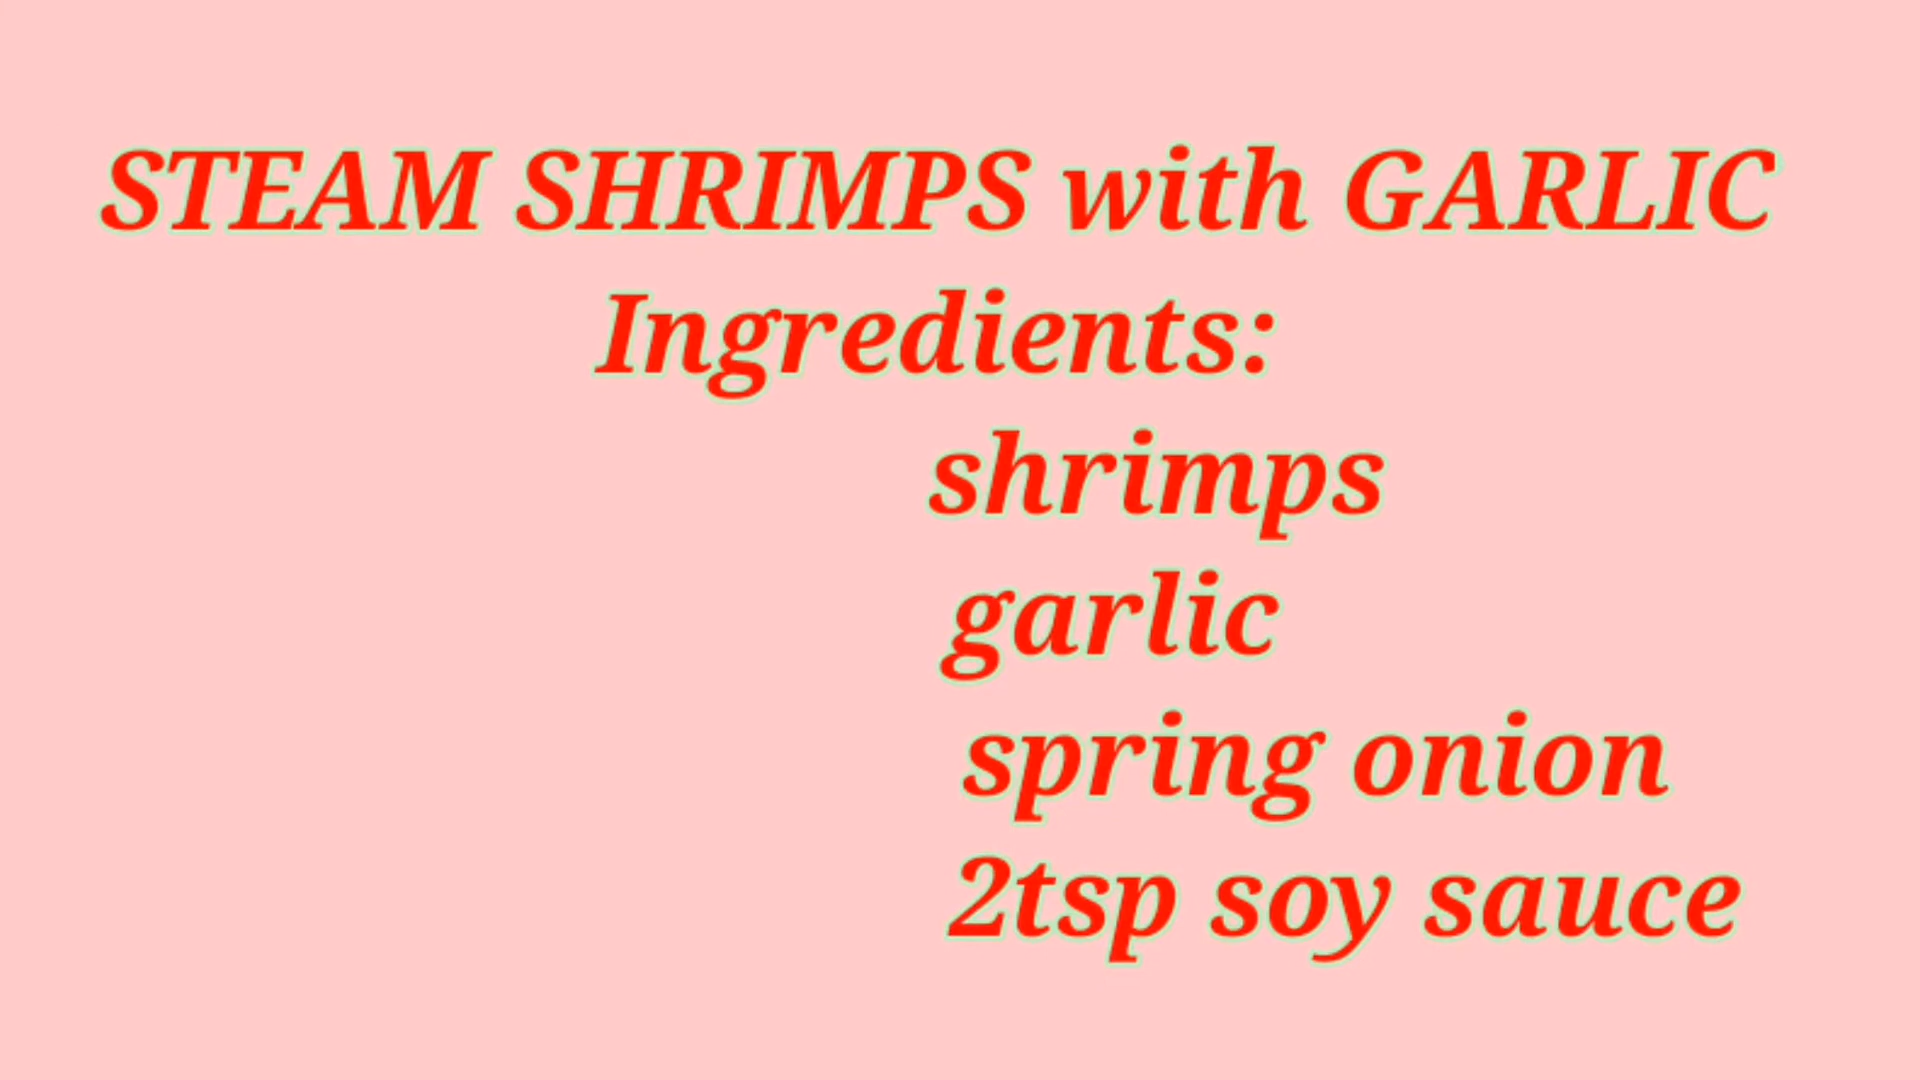 STEAM SHRIMPS with GARLIC
Ingredients:
shrimps
garlic
spring onion
2tsp soy sauce